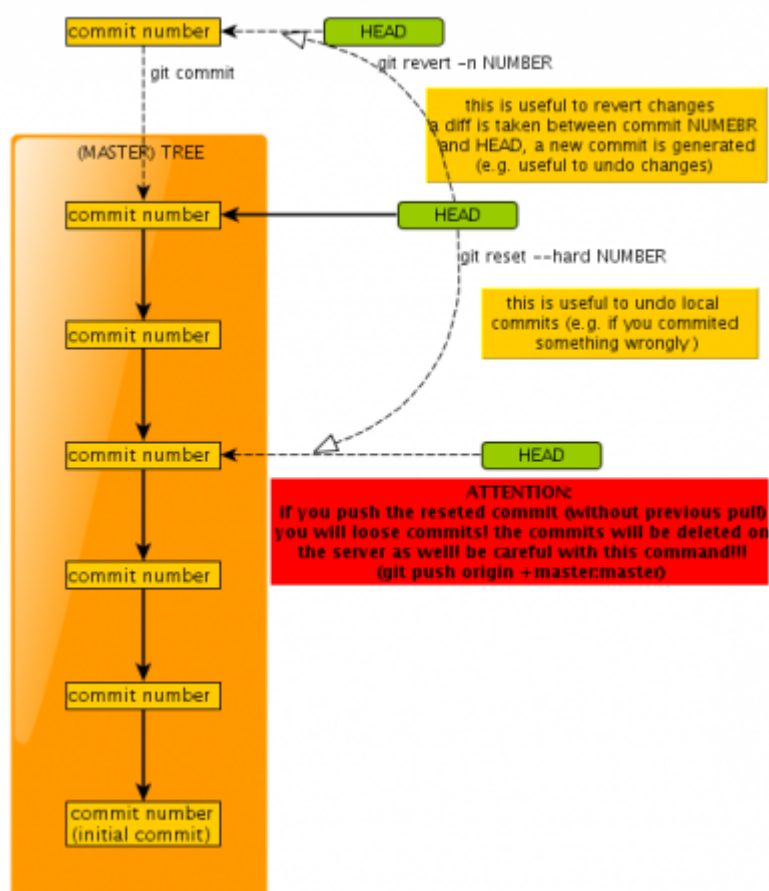 commit number
HEAD
git commit
git revert -n NUMBER
this is useful to revert changes
a diff is taken between commit NUMEBR
and HEAD, a new commit is generated
(e.g. useful to undo changes)
(MASTER) TREE
commit number
HEAD
git reset --hard NUMBER
this is useful to undo local
commits (e.g. if you commited
something wrongly)
commit number
commit number
HEAD
ATTENTION:
if you push the reseted commit (without previous pull)
you will loose commits! the commits will be deleted on
the server as well! be careful with this command!!!
(git push origin +master:master)
commit number
commit number
commit number
(initial commit)